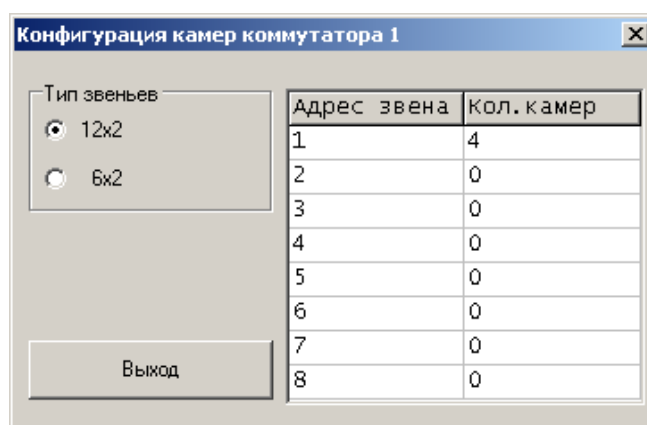 Конфигурация камер коммутатора 1
Тип звеньев
12x2
6x2
Адрес звена Кол.камер
1 4
2 0
3 0
4 0
5 0
6 0
7 0
8 0
Выход